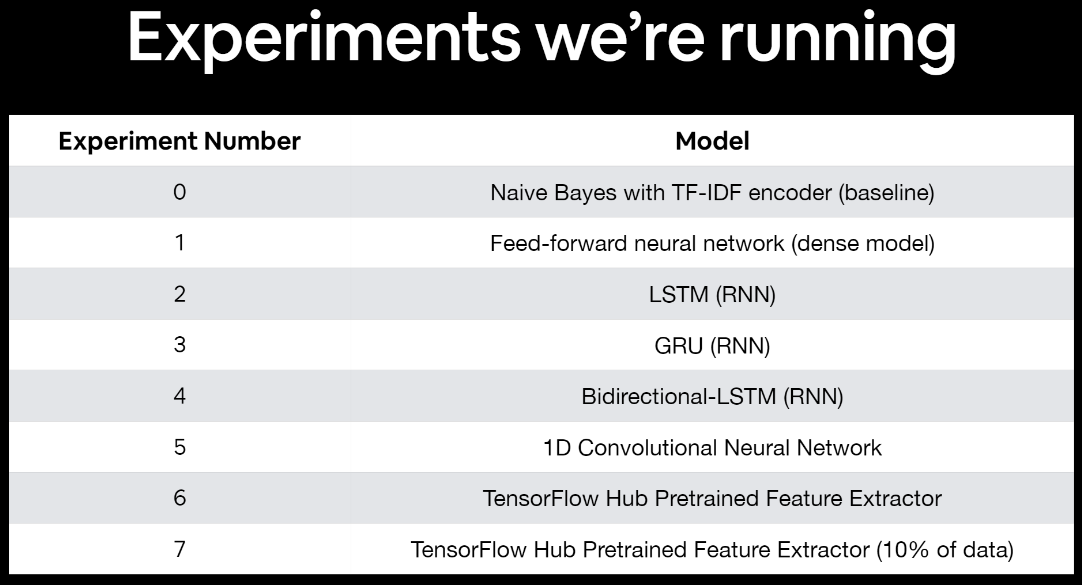 Experiments we're running
Experiment Number Model
0 Naive Bayes with TF-IDF encoder (baseline)
1 Feed-forward neural network (dense model)
2 LSTM (RNN)
3 GRU (RNN)
4 Bidirectional-LSTM (RNN)
5 1D Convolutional Neural Network
6 TensorFlow Hub Pretrained Feature Extractor
7 TensorFlow Hub Pretrained Feature Extractor (10% of data)